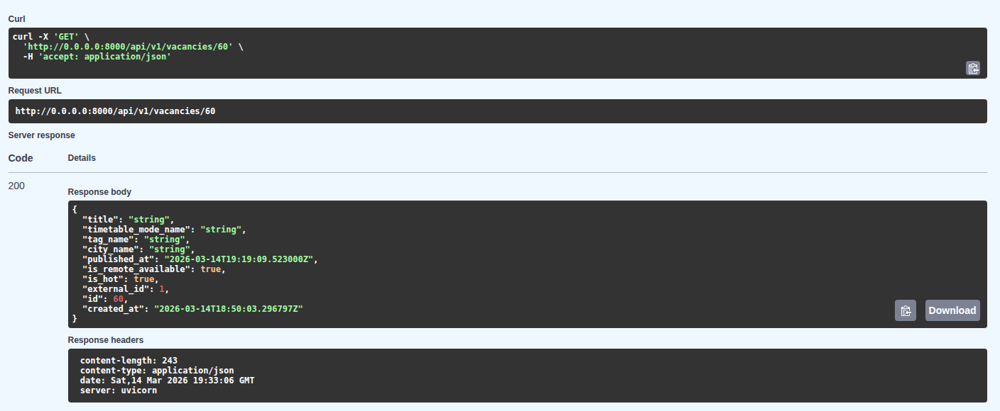 Curl
curl -X 'GET' \
  'http://0.0.0.0:8000/api/v1/vacancies/60' \
  -H 'accept: application/json'
Request URL
http://0.0.0.0:8000/api/v1/vacancies/60
Server response
Code Details
200
Response body
{
  "title": "string",
  "timetable_mode_name": "string",
  "tag_name": "string",
  "city_name": "string",
  "published_at": "2026-03-14T19:19:09.523000Z",
  "is_remote_available": true,
  "is_hot": true,
  "external_id": 1,
  "id": 60,
  "created_at": "2026-03-14T18:50:03.296797Z"
}
Download
Response headers
content-length: 243
content-type: application/json
date: Sat,14 Mar 2026 19:33:06 GMT
server: uvicorn